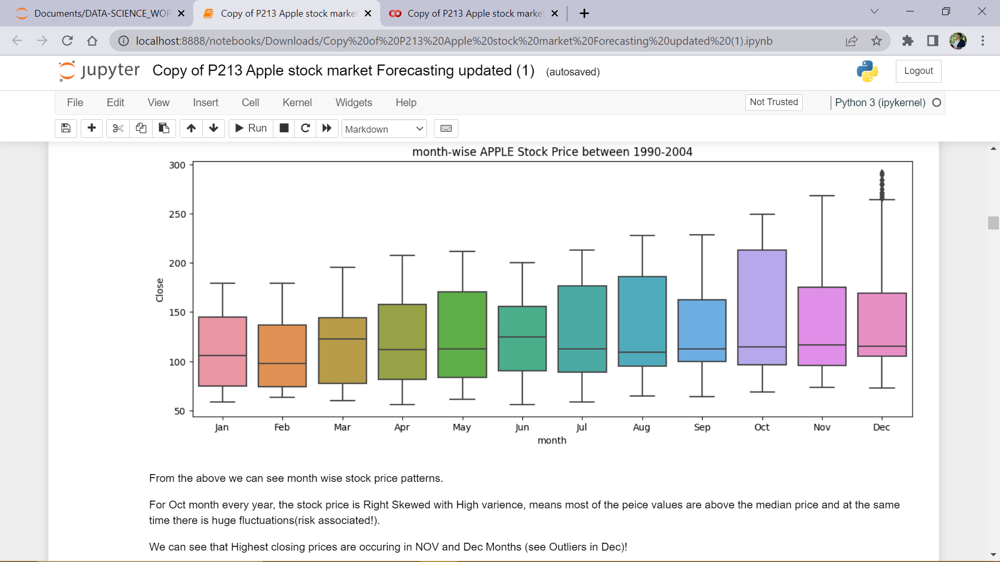 Documents/DATA-SCIENCE_WOR
Copy of P213 Apple stock market
Copy of P213 Apple stock market
localhost:8888/notebooks/Downloads/Copy%20of%20P213%20Apple%20stock%20market%20Forecasting%20updated%20(1).ipynb
jupyter Copy of P213 Apple stock market Forecasting updated (1) (autosaved)
Logout
File Edit View Insert Cell Kernel Widgets Help
Not Trusted
Python 3 (ipykernel)
Run
Markdown
month-wise APPLE Stock Price between 1990-2004
300
250
200
150
100
50
Close
Jan Feb Mar Apr May Jun Jul Aug Sep Oct Nov Dec
month
From the above we can see month wise stock price patterns.
For Oct month every year, the stock price is Right Skewed with High varience, means most of the peice values are above the median price and at the same
time there is huge fluctuations(risk associated!).
We can see that Highest closing prices are occuring in NOV and Dec Months (see Outliers in Dec)!